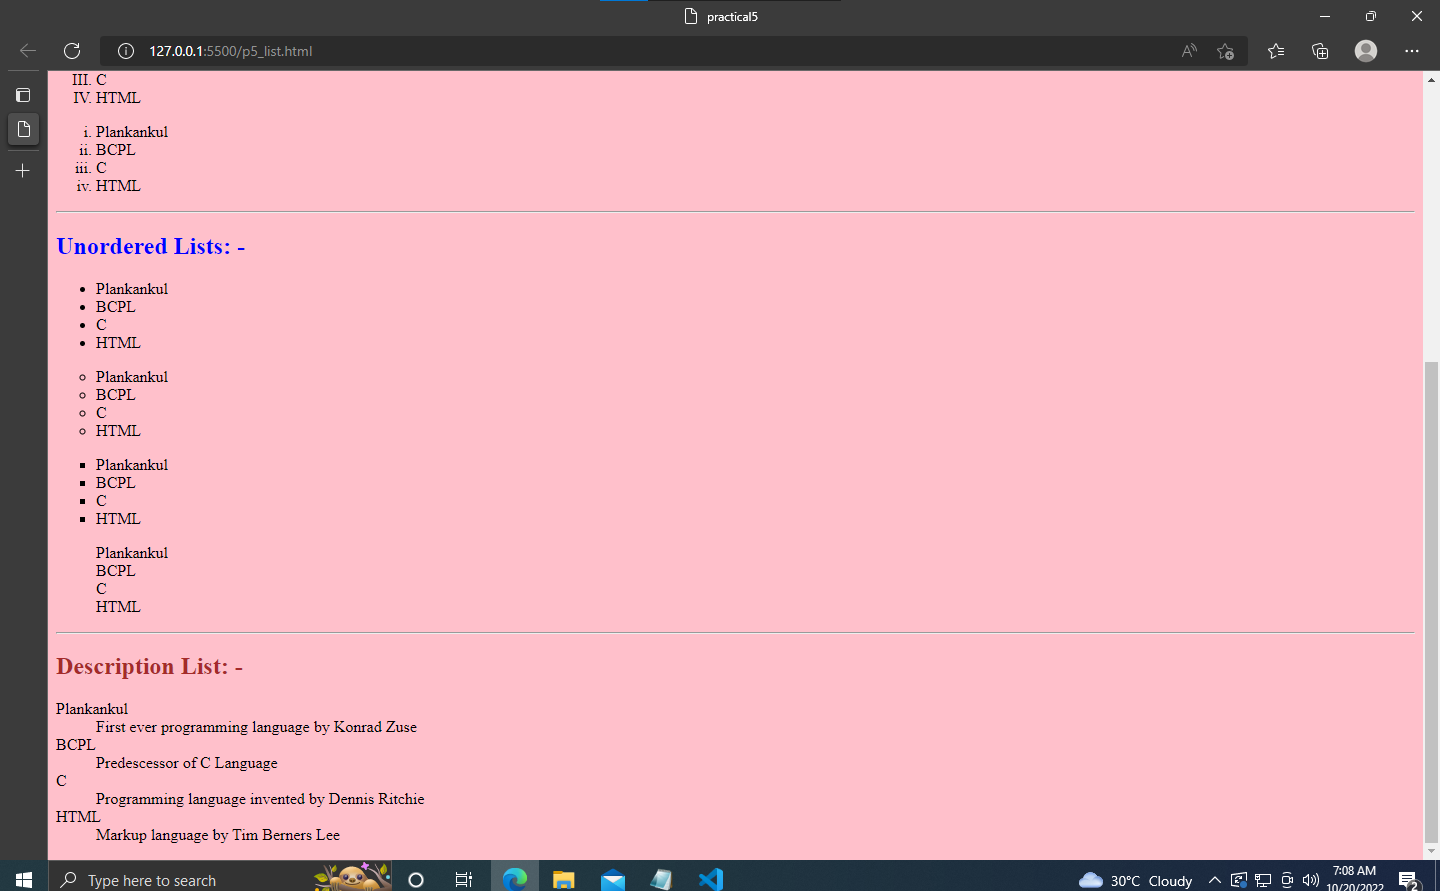 practical5
127.0.0.1:5500/p5_list.html
III. C
IV. HTML
i. Plankankul
ii. BCPL
iii. C
iv. HTML
Unordered Lists: -
• Plankankul
• BCPL
• C
• HTML
◦ Plankankul
◦ BCPL
◦ C
◦ HTML
▪ Plankankul
▪ BCPL
▪ C
▪ HTML
Plankankul
BCPL
C
HTML
Description List: -
Plankankul
First ever programming language by Konrad Zuse
BCPL
Predescessor of C Language
C
Programming language invented by Dennis Ritchie
HTML
Markup language by Tim Berners Lee
Type here to search
30°C Cloudy
7:08 AM
10/20/2022
2